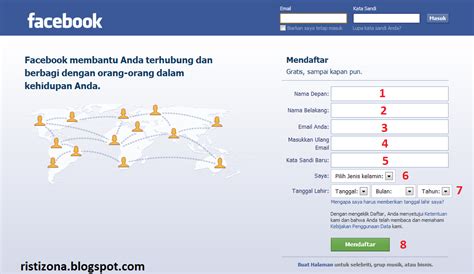 facebook
Email
Kata Sandi
Masuk
Biarkan saya tetap masuk
Lupa kata sandi Anda?
Facebook membantu Anda terhubung dan
berbagi dengan orang-orang dalam
kehidupan Anda.
Mendaftar
Gratis, sampai kapan pun.
Nama Depan: 1
Nama Belakang: 2
Email Anda: 3
Masukkan Ulang
Email: 4
Kata Sandi Baru: 5
Saya: Pilih Jenis kelamin: 6
Tanggal Lahir: Tanggal: Bulan: Tahun: 7
Mengapa saya harus memberikan tanggal lahir saya?
Dengan mengeklik Daftar, Anda menyetujui Ketentuan
kami dan bahwa Anda telah membaca dan memahami
Kebijakan Penggunaan Data kami.
Mendaftar 8
Buat Halaman untuk selebriti, grup musik, atau bisnis.
ristizona.blogspot.com